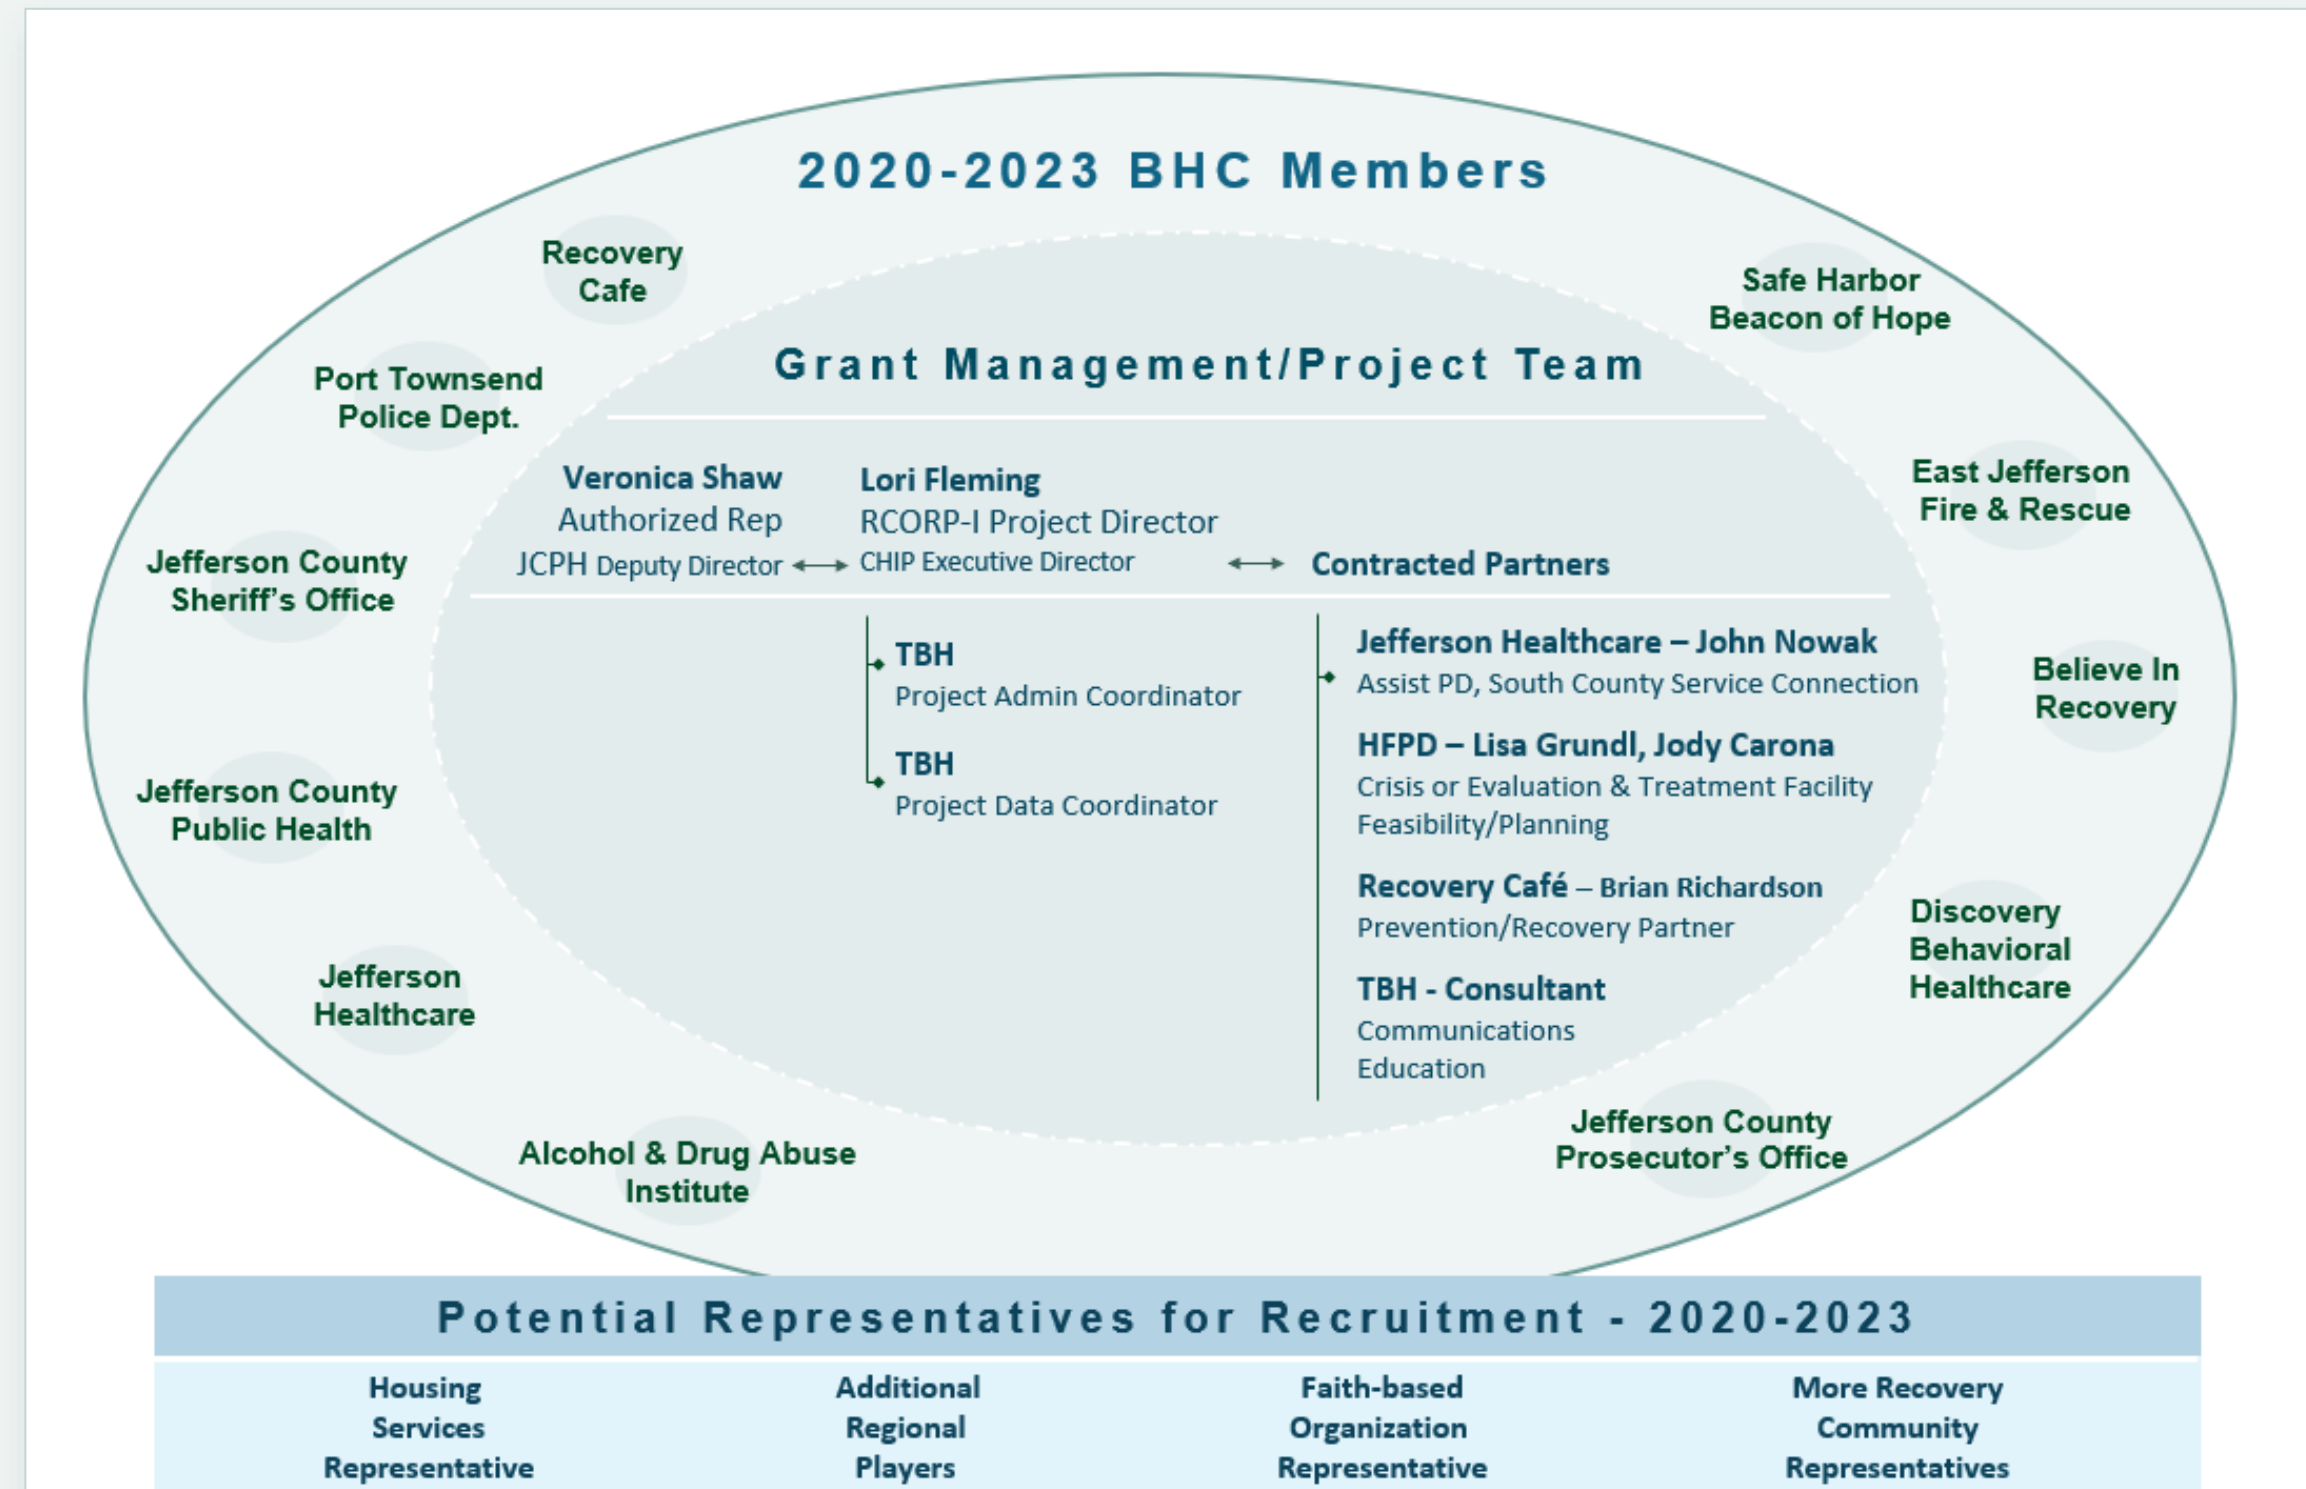 2020-2023 BHC Members
Recovery
Cafe
Safe Harbor
Beacon of Hope
Port Townsend
Police Dept.
Grant Management/Project Team
East Jefferson
Fire & Rescue
Veronica Shaw
Authorized Rep
JCPH Deputy Director
Lori Fleming
RCORP-I Project Director
CHIP Executive Director
Contracted Partners
Jefferson County
Sheriff’s Office
TBH
Project Admin Coordinator
TBH
Project Data Coordinator
Jefferson Healthcare – John Nowak
Assist PD, South County Service Connection
HFPD – Lisa Grundl, Jody Carona
Crisis or Evaluation & Treatment Facility
Feasibility/Planning
Recovery Café – Brian Richardson
Prevention/Recovery Partner
TBH - Consultant
Communications
Education
Believe In
Recovery
Jefferson County
Public Health
Discovery
Behavioral
Healthcare
Jefferson
Healthcare
Alcohol & Drug Abuse
Institute
Jefferson County
Prosecutor’s Office
Potential Representatives for Recruitment - 2020-2023
Housing
Services
Representative
Additional
Regional
Players
Faith-based
Organization
Representative
More Recovery
Community
Representatives